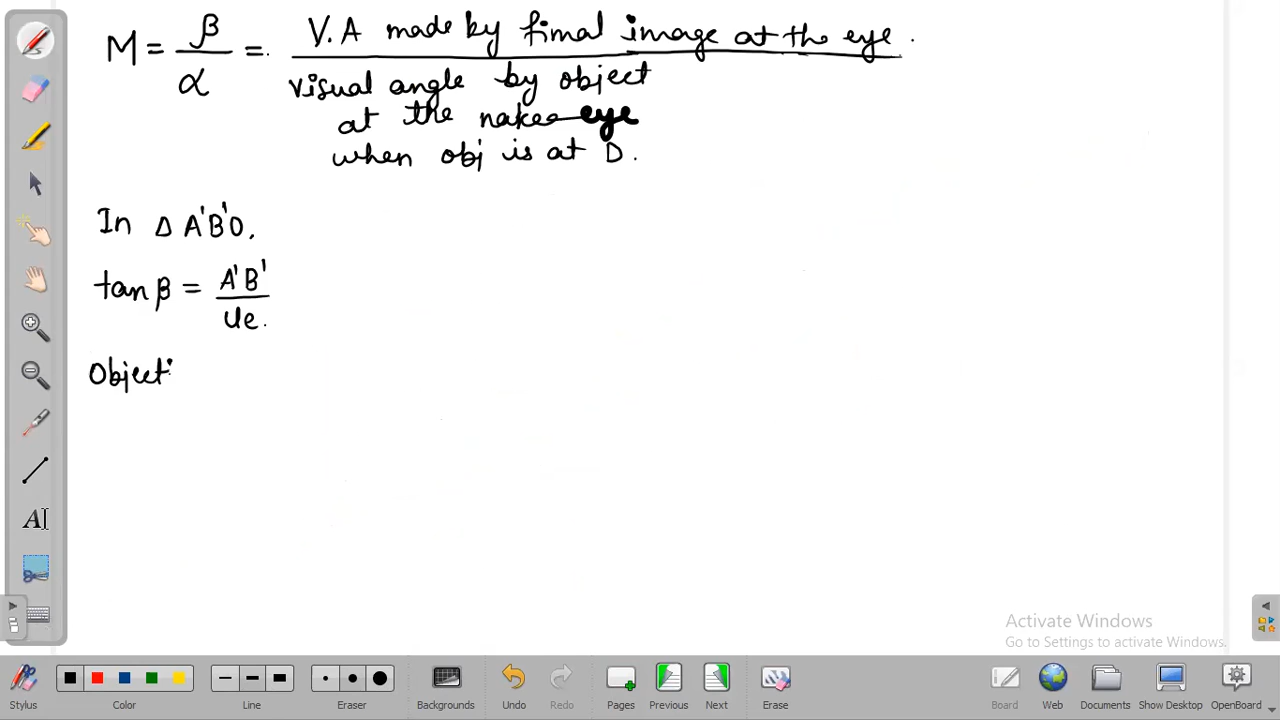 M = β/α = V.A made by final image at the eye.
visual angle by object
at the naked eye
when obj is at D.
In Δ A'B'O,
tan β = A'B'/Ue.
Object
Activate Windows
Go to Settings to activate Windows.
Color Line Eraser Backgrounds Undo Redo Pages Previous Next Erase Board Web Documents Show Desktop OpenBoard